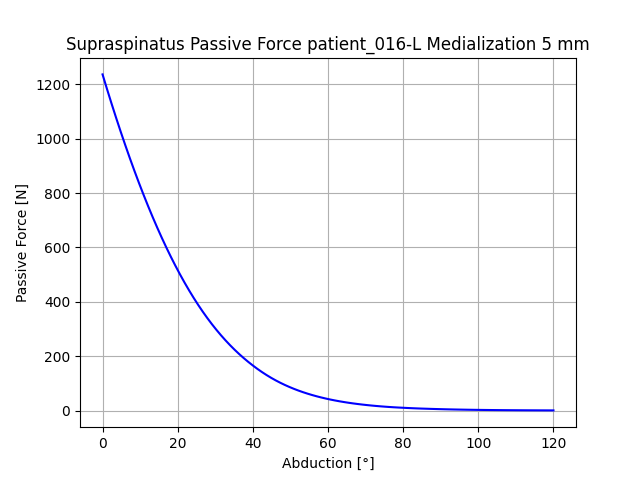 Supraspinatus Passive Force patient_016-L Medialization 5 mm
1200
1000
800
600
400
200
0
Passive Force [N]
0 20 40 60 80 100 120
Abduction [°]